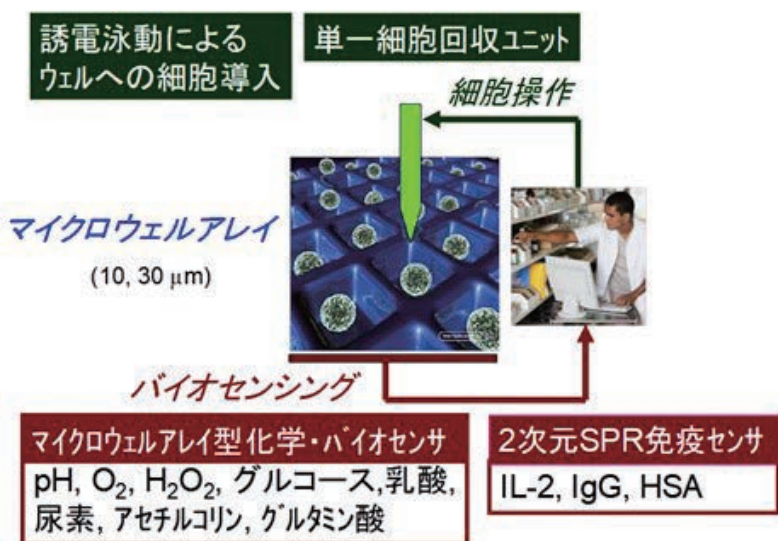 誘電泳動による
ウェルへの細胞導入
単一細胞回収ユニット
細胞操作
マイクロウェルアレイ
(10, 30 μm)
バイオセンシング
マイクロウェルアレイ型化学・バイオセンサ
pH, O₂, H₂O₂, グルコース,乳酸,
尿素, アセチルコリン, グルタミン酸
2次元SPR免疫センサ
IL-2, IgG, HSA